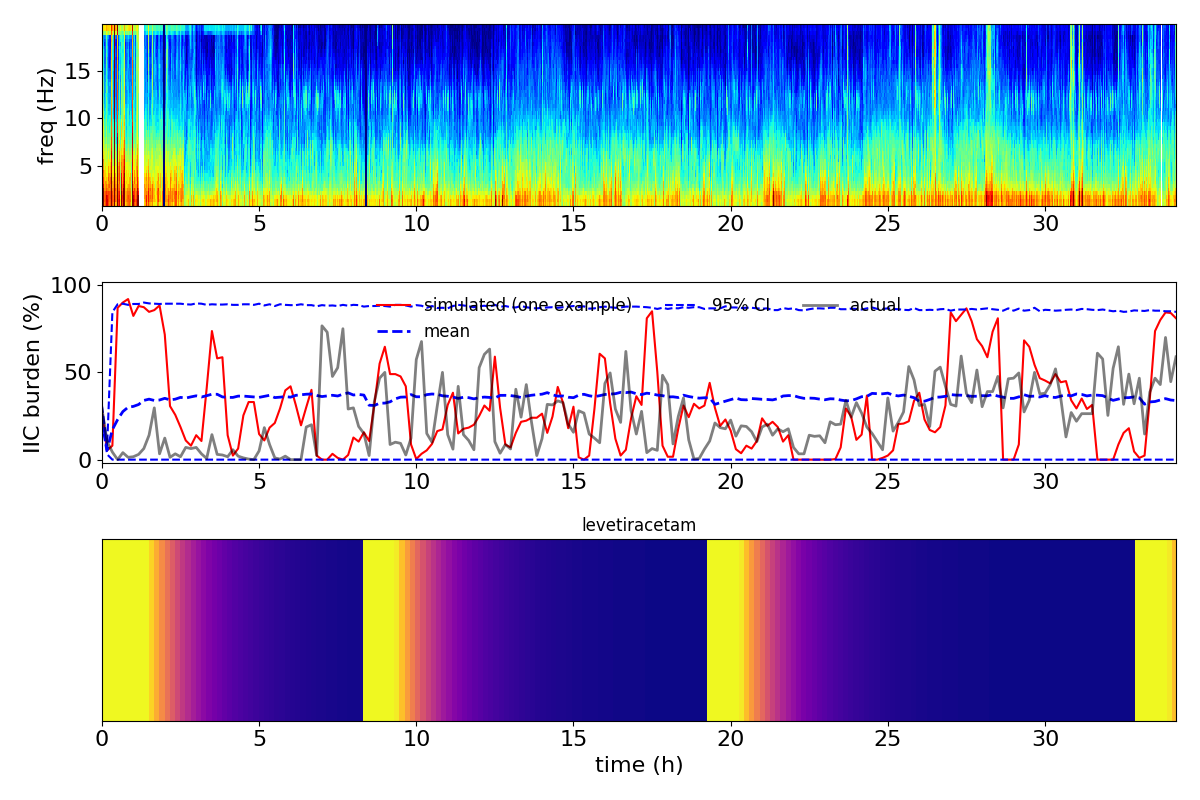 freq (Hz)
15
10
5
0 5 10 15 20 25 30
IIC burden (%)
100
50
0
simulated (one example) 95% CI actual
mean
0 5 10 15 20 25 30
levetiracetam
0 5 10 15 20 25 30
time (h)